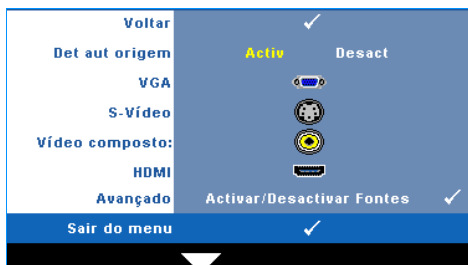 Voltar
Det aut origem Activ Desact
VGA
S-Vídeo
Vídeo composto:
HDMI
Avançado Activar/Desactivar Fontes
Sair do menu